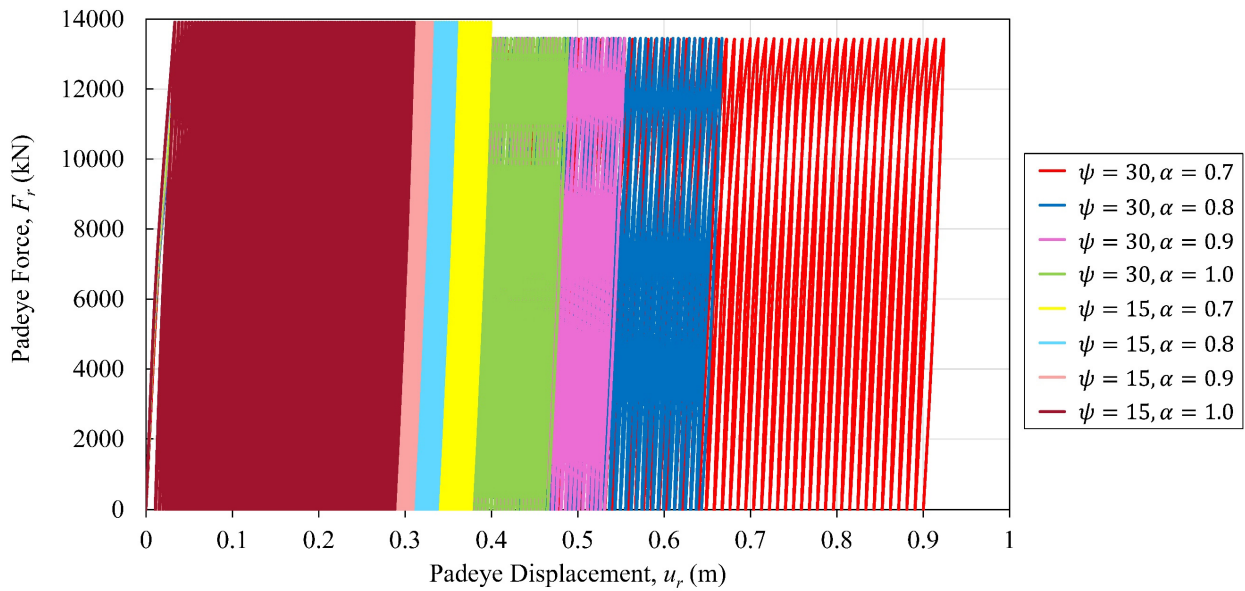 14000
12000
10000
8000
6000
4000
2000
0
Padeye Force, Fᵣ (kN)
0 0.1 0.2 0.3 0.4 0.5 0.6 0.7 0.8 0.9 1
Padeye Displacement, uᵣ (m)
ψ = 30, α = 0.7
ψ = 30, α = 0.8
ψ = 30, α = 0.9
ψ = 30, α = 1.0
ψ = 15, α = 0.7
ψ = 15, α = 0.8
ψ = 15, α = 0.9
ψ = 15, α = 1.0